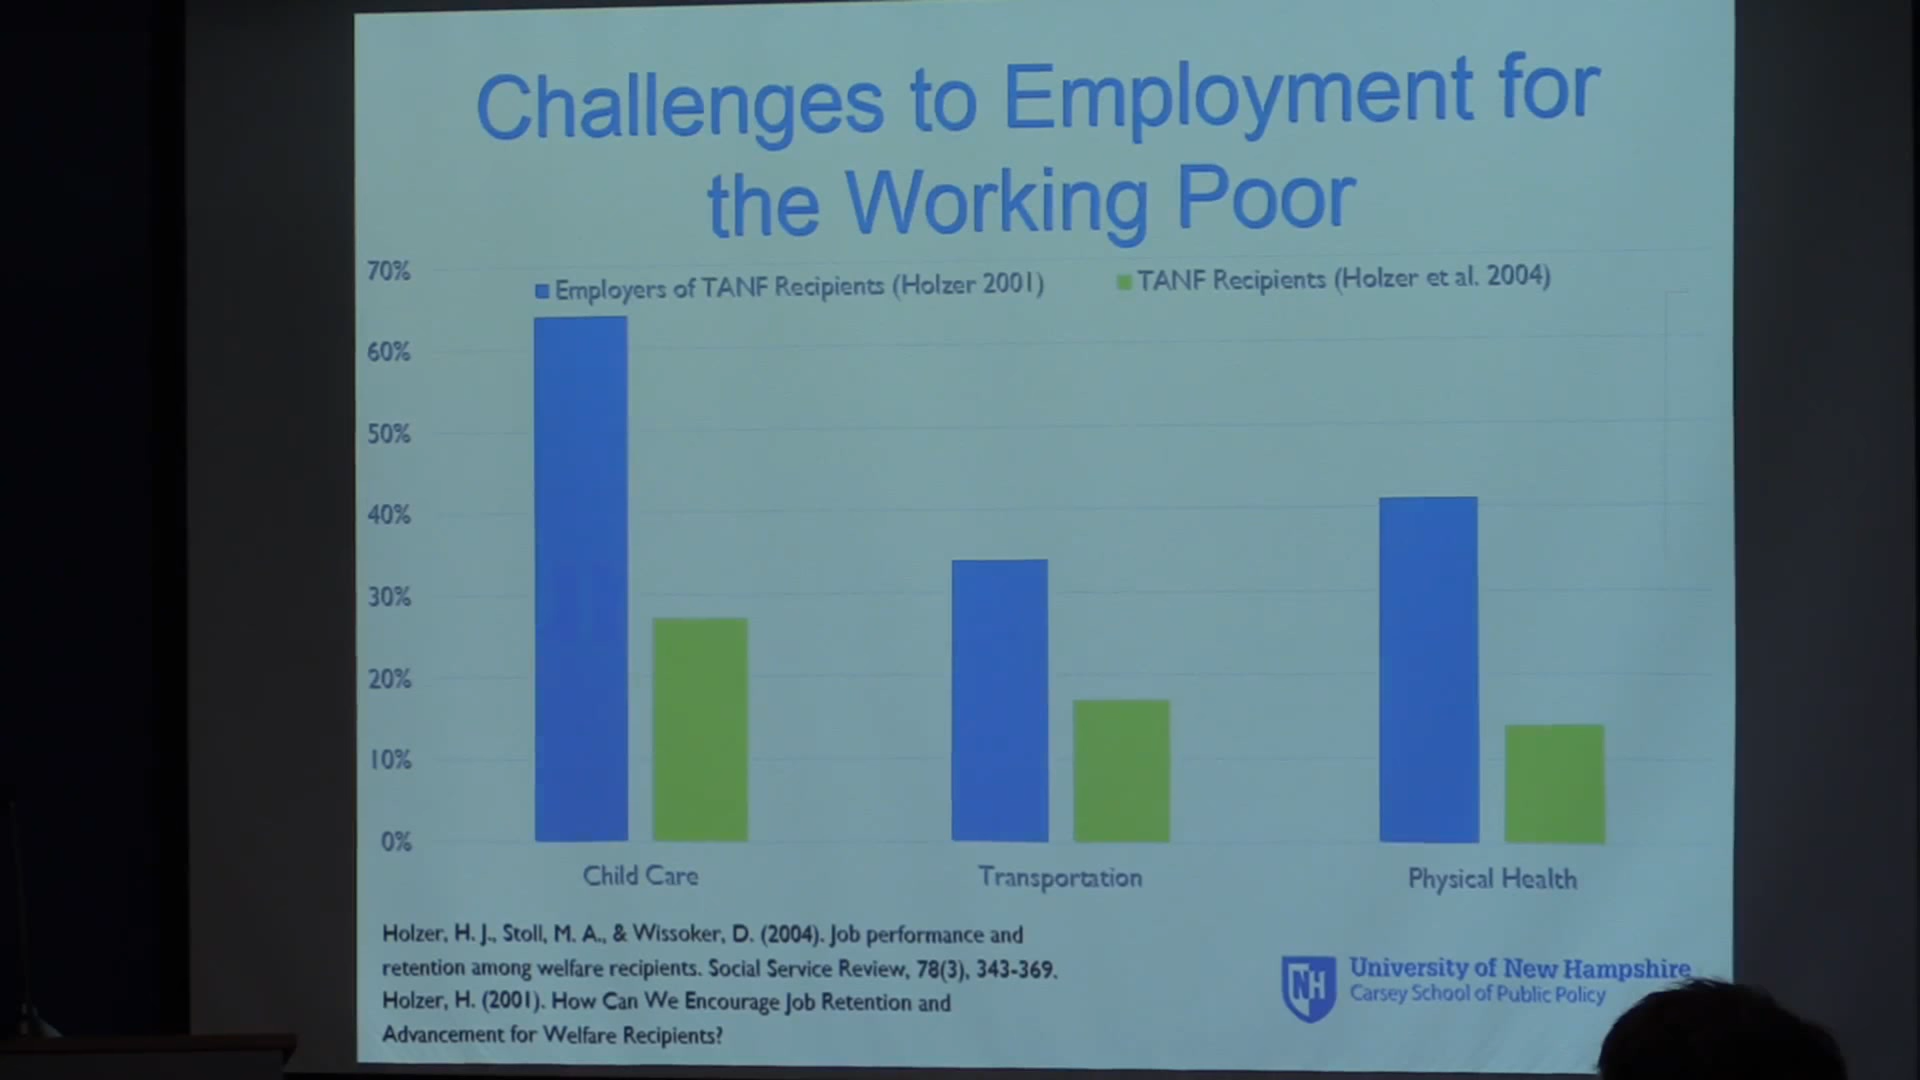 Challenges to Employment for
the Working Poor
70%
Employers of TANF Recipients (Holzer 2001)
TANF Recipients (Holzer et al. 2004)
60%
50%
40%
30%
20%
10%
0%
Child Care
Transportation
Physical Health
Holzer, H. J., Stoll, M. A., & Wissoker, D. (2004). Job performance and
retention among welfare recipients. Social Service Review, 78(3), 343-369.
Holzer, H. (2001). How Can We Encourage Job Retention and
Advancement for Welfare Recipients?
NH
University of New Hampshire
Carsey School of Public Policy